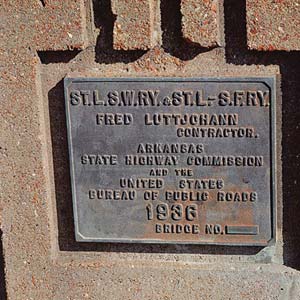 ST.L.S.W.RY. & ST.L.-S.F.RY.
FRED LUTTJOHANN
CONTRACTOR.
ARKANSAS
STATE HIGHWAY COMMISSION
AND THE
UNITED STATES
BUREAU OF PUBLIC ROADS
1936
BRIDGE NO.